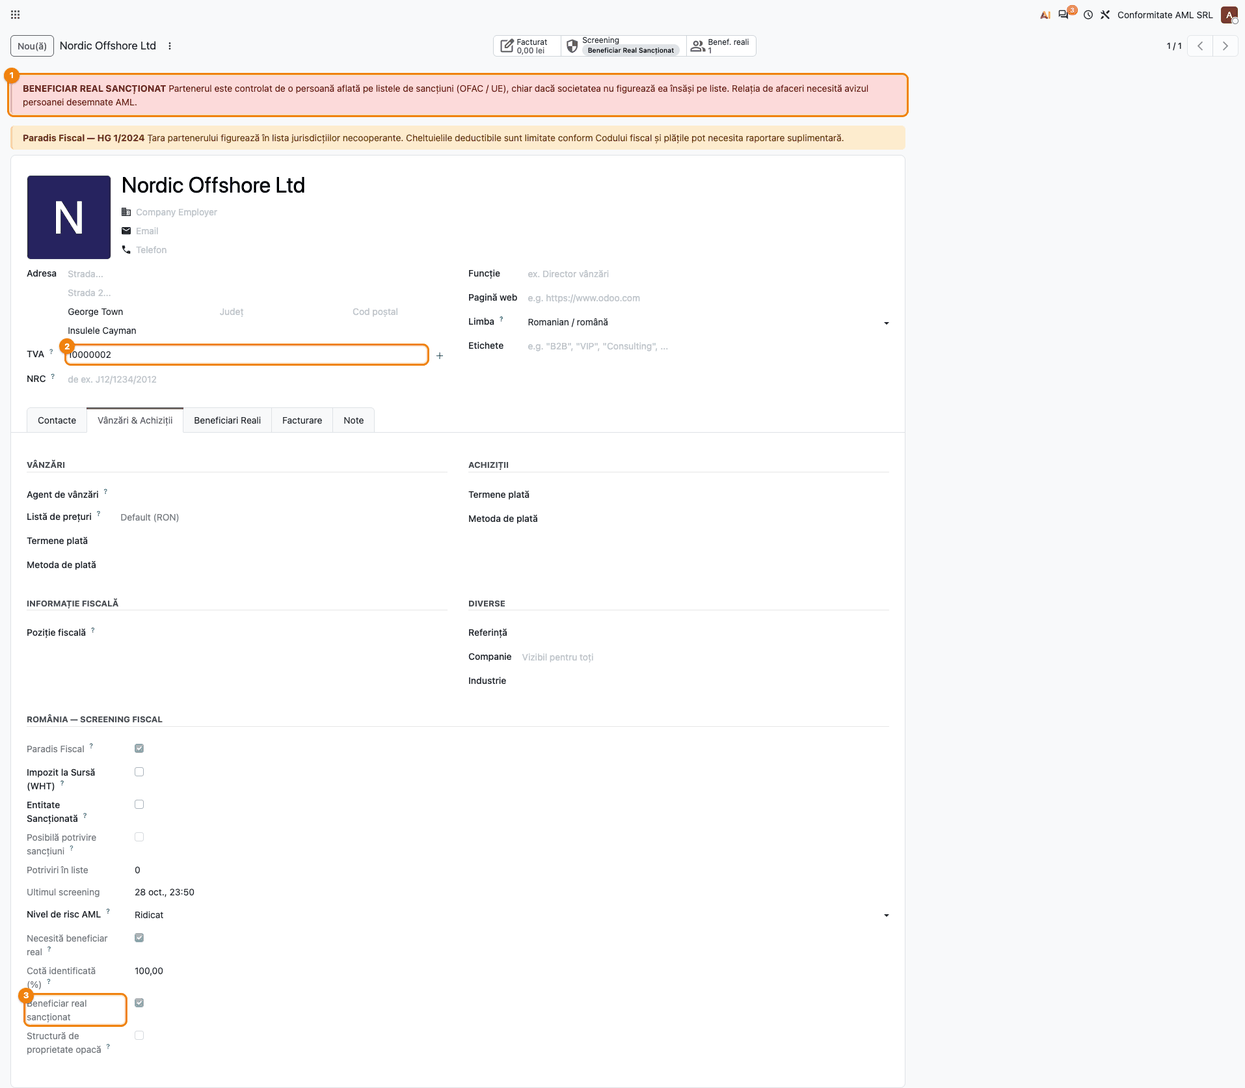 3
Conformitate AML SRL
A
Nou(ă)
Nordic Offshore Ltd
Facturat
0,00 lei
Screening
Beneficiar Real Sancționat
Benef. reali
1
1 / 1
1
BENEFICIAR REAL SANCȚIONAT Partenerul este controlat de o persoană aflată pe listele de sancțiuni (OFAC / UE), chiar dacă societatea nu figurează ea însăși pe liste. Relația de afaceri necesită avizul
persoanei desemnate AML.
Paradis Fiscal — HG 1/2024 Țara partenerului figurează în lista jurisdicțiilor necooperante. Cheltuielile deductibile sunt limitate conform Codului fiscal și plățile pot necesita raportare suplimentară.
N
Nordic Offshore Ltd
Company Employer
Email
Telefon
Adresa
Strada...
Strada 2...
George Town
Județ
Cod poștal
Insulele Cayman
2
TVA ?
10000002
NRC ?
de ex. J12/1234/2012
Funcție
ex. Director vânzări
Pagină web
e.g. https://www.odoo.com
Limba ?
Romanian / română
Etichete
e.g. "B2B", "VIP", "Consulting", ...
Contacte
Vânzări & Achiziții
Beneficiari Reali
Facturare
Note
VÂNZĂRI
Agent de vânzări ?
Listă de prețuri ?
Default (RON)
Termene plată
Metoda de plată
ACHIZIȚII
Termene plată
Metoda de plată
INFORMAȚIE FISCALĂ
Poziție fiscală ?
DIVERSE
Referință
Companie
Vizibil pentru toți
Industrie
ROMÂNIA — SCREENING FISCAL
Paradis Fiscal ?
Impozit la Sursă
(WHT) ?
Entitate
Sancționată ?
Posibilă potrivire
sancțiuni ?
Potriviri în liste
0
Ultimul screening
28 oct., 23:50
Nivel de risc AML ?
Ridicat
Necesită beneficiar
real ?
Cotă identificată
(%) ?
100,00
3
Beneficiar real
sancționat
Structură de
proprietate opacă ?